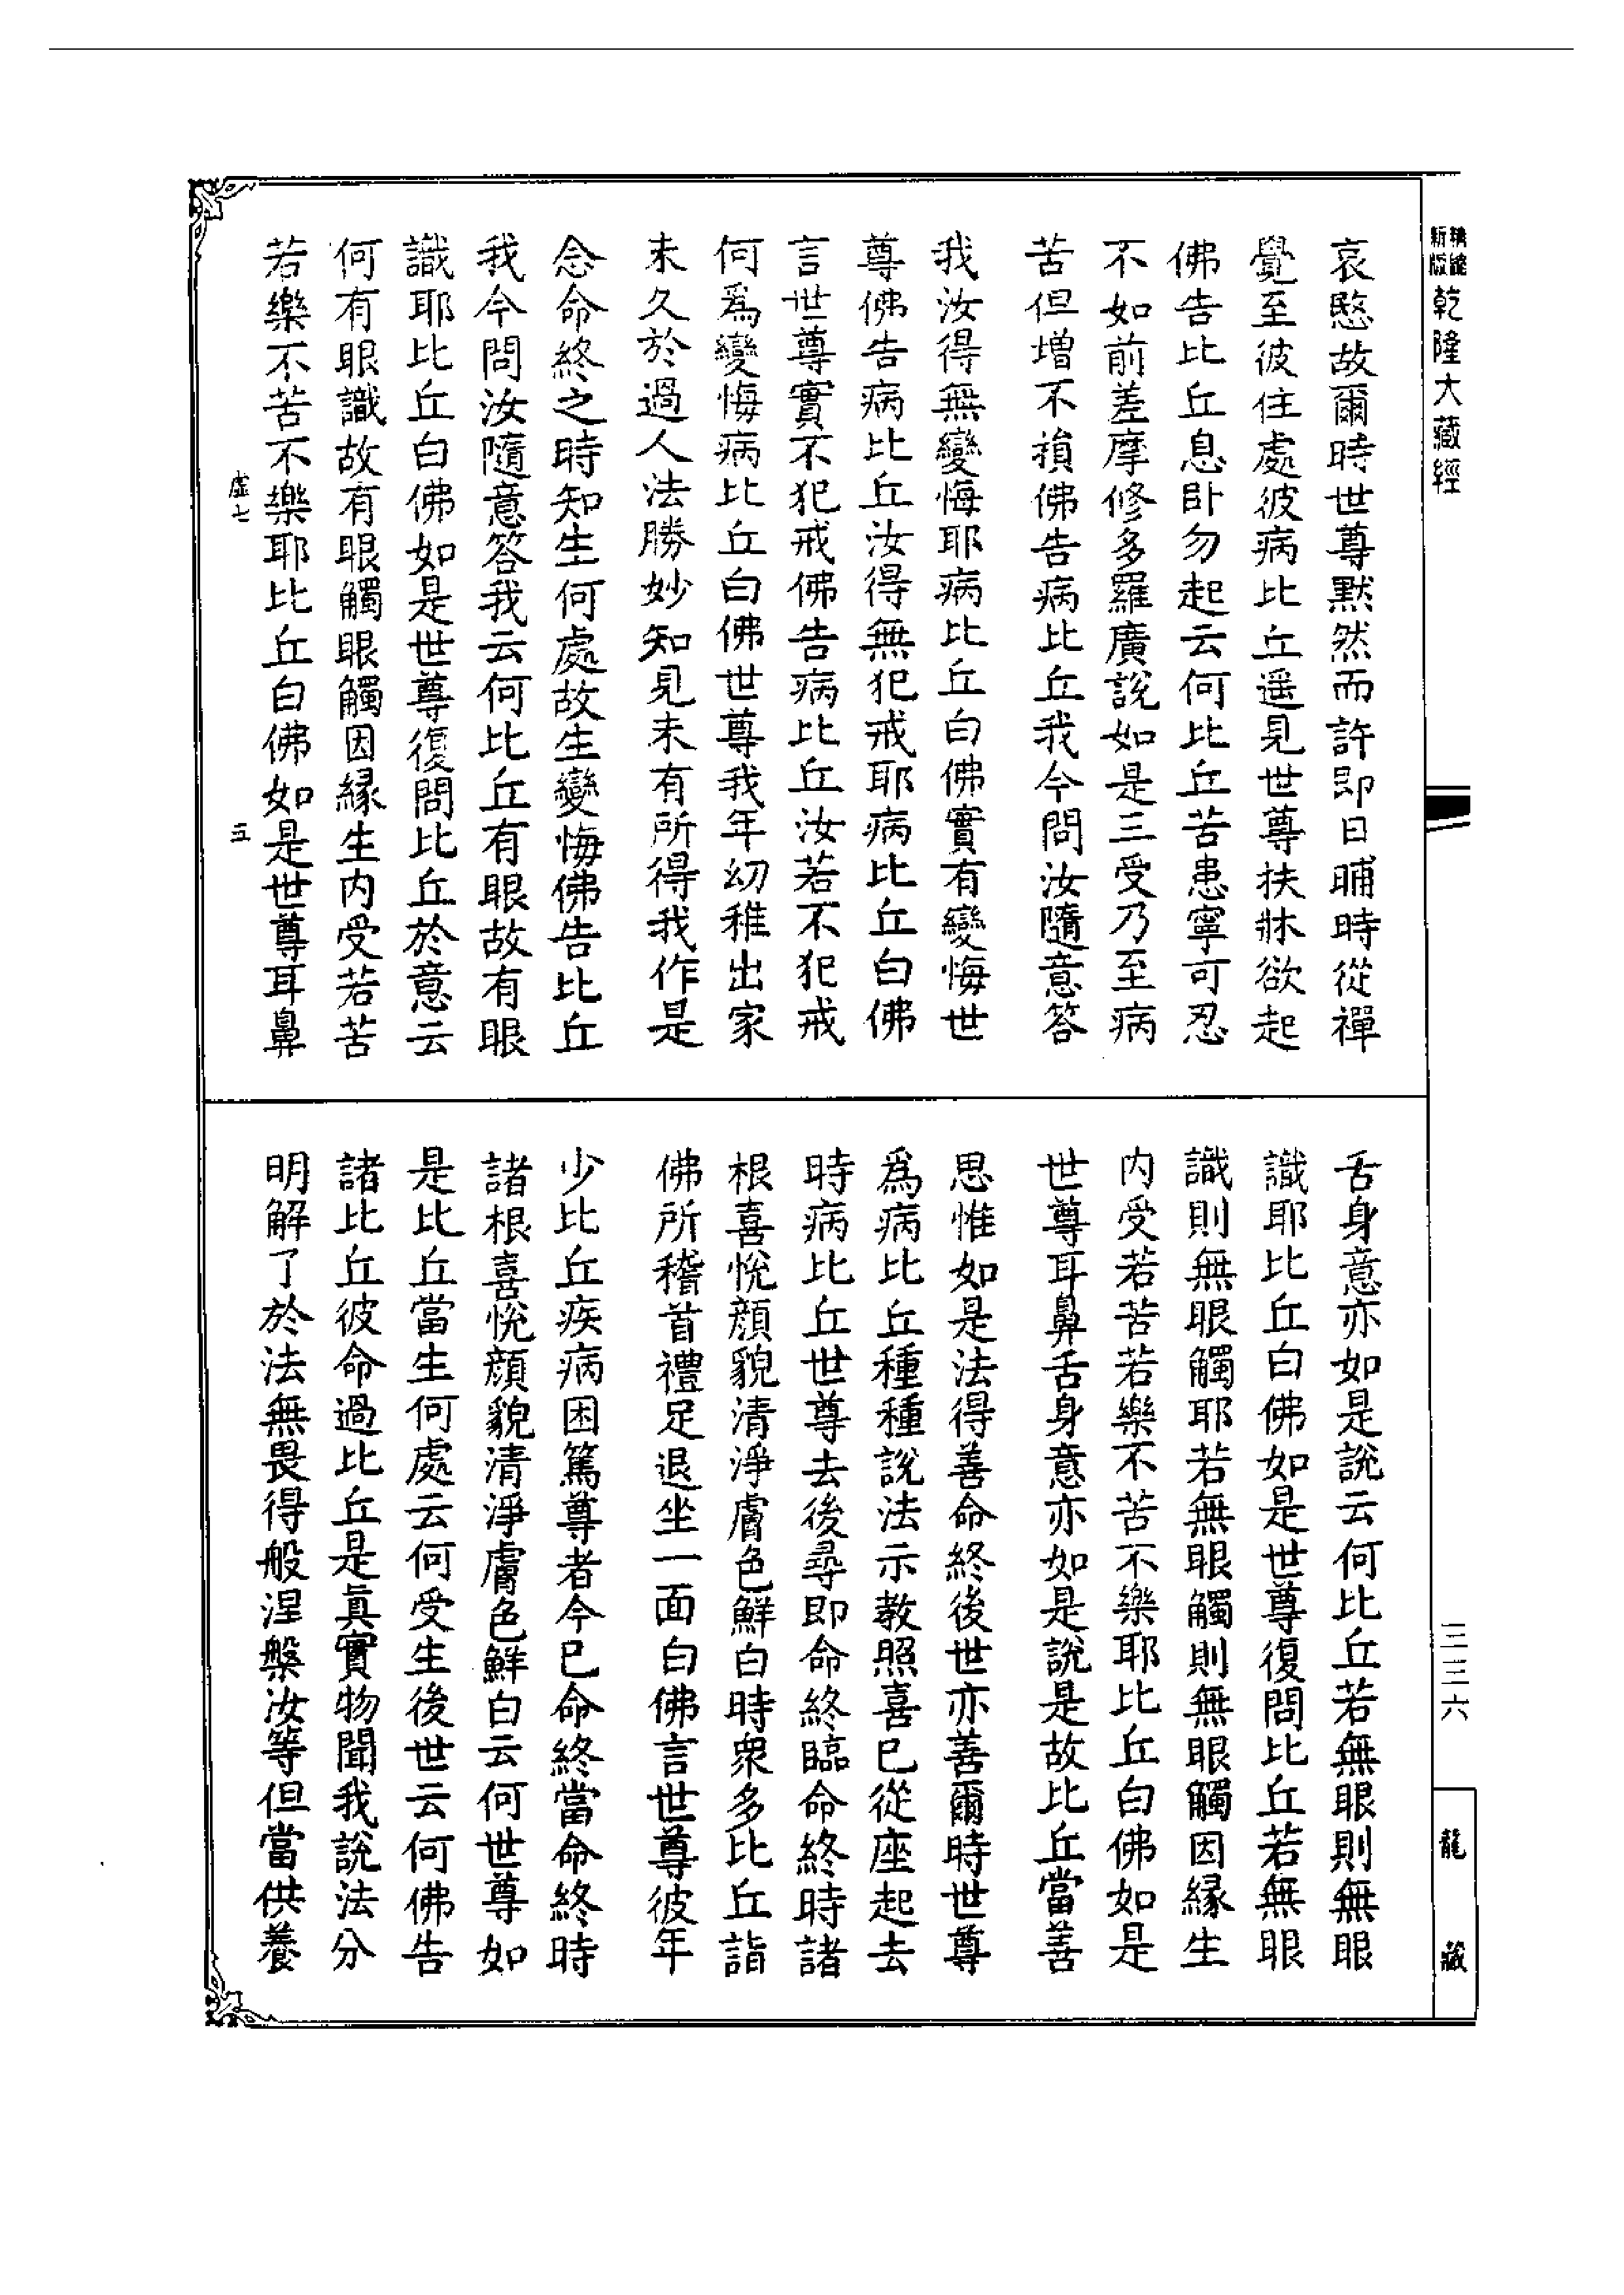 新版
精縮
乾隆大藏經
哀愍故爾時世尊默然而許即日晡時從禪
覺至彼住處彼病比丘遥見世尊扶牀欲起
佛告比丘息卧勿起云何比丘苦患寧可忍
不如前差摩修多羅廣說如是三受乃至病
苦但增不損佛告病比丘我今問汝隨意答
我汝得無變悔耶病比丘白佛實有變悔世
尊佛告病比丘汝得無犯戒耶病比丘白佛
言世尊實不犯戒佛告病比丘汝若不犯戒
何爲變悔病比丘白佛世尊我年幼稚出家
未久於過人法勝妙知見未有所得我作是
念命終之時知生何處故生變悔佛告比丘
我今問汝隨意答我云何比丘有眼故有眼
識耶比丘白佛如是世尊復問比丘於意云
何有眼識故有眼觸眼觸因緣生内受若苦
若樂不苦不樂耶比丘白佛如是世尊耳鼻
虛七
五
舌身意亦如是說云何比丘若無眼則無眼
識耶比丘白佛如是世尊復問比丘若無眼
識則無眼觸耶若無眼觸則無眼觸因緣生
内受若苦若樂不苦不樂耶比丘白佛如是
世尊耳鼻舌身意亦如是說是故比丘當善
思惟如是法得善命終後世亦善爾時世尊
爲病比丘種種說法示教照喜已從座起去
時病比丘世尊去後尋即命終臨命終時諸
根喜悅顏貌清淨膚色鮮白時衆多比丘詣
佛所稽首禮足退坐一面白佛言世尊彼年
少比丘疾病困篤尊者今已命終當命終時
諸根喜悅顏貌清淨膚色鮮白云何世尊如
是比丘當生何處云何受生後世云何佛告
諸比丘彼命過比丘是眞實物聞我說法分
明解了於法無畏得般涅槃汝等但當供養
三三六
龍藏